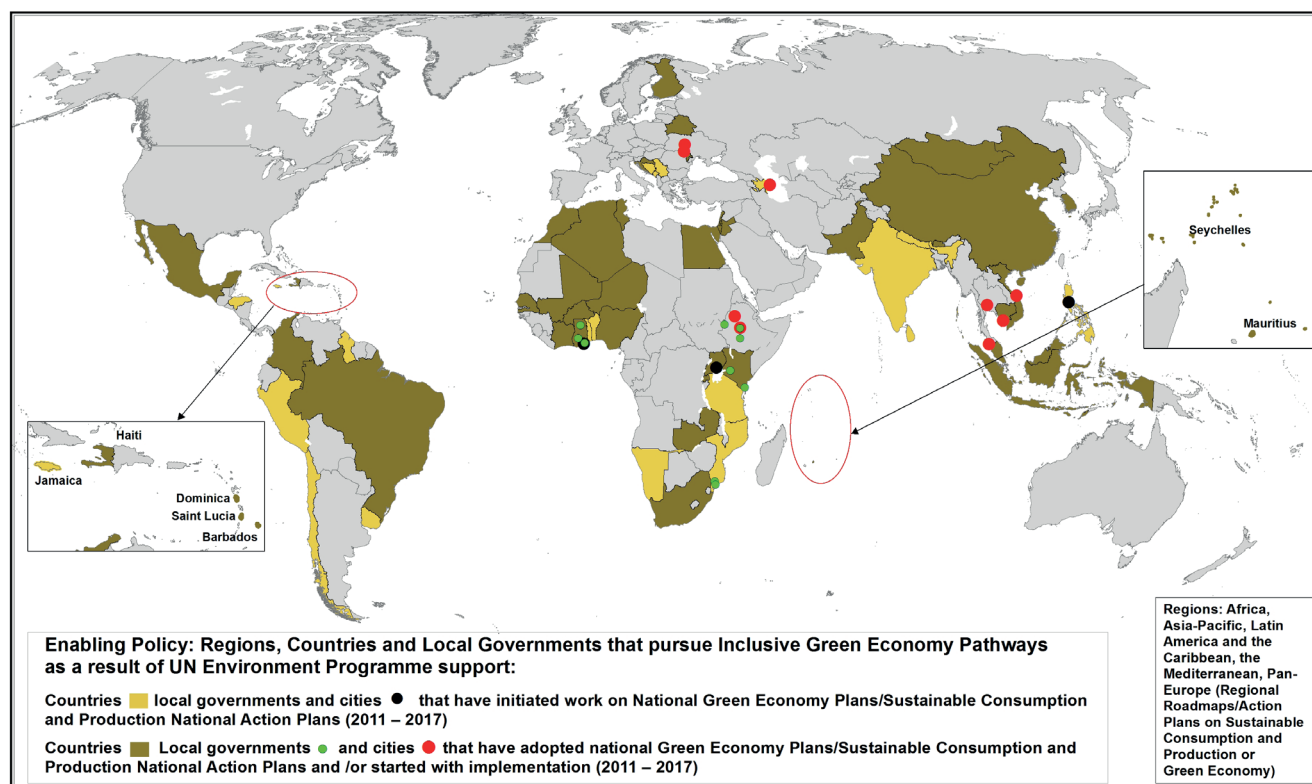 Seychelles
Mauritius
Haiti
Jamaica
Dominica
Saint Lucia
Barbados
Enabling Policy: Regions, Countries and Local Governments that pursue Inclusive Green Economy Pathways
as a result of UN Environment Programme support:
Countries local governments and cities that have initiated work on National Green Economy Plans/Sustainable Consumption
and Production National Action Plans (2011 – 2017)
Countries Local governments and cities that have adopted national Green Economy Plans/Sustainable Consumption and
Production National Action Plans and /or started with implementation (2011 – 2017)
Regions: Africa,
Asia-Pacific, Latin
America and the
Caribbean, the
Mediterranean, Pan-
Europe (Regional
Roadmaps/Action
Plans on Sustainable
Consumption and
Production or
Green Economy)